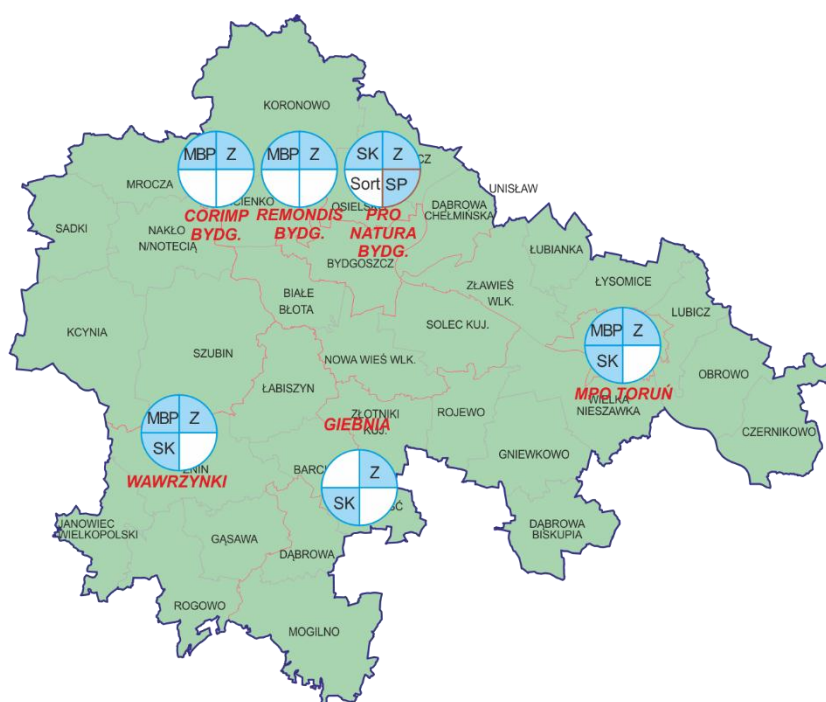 KORONOWO
MBP Z
MBP Z
SK Z
Sort SP
MROCZA
OSIELSK
DĄBROWA
CHEŁMIŃSKA
UNISŁAW
CORIMP
BYDG.
REMONDIS
BYDG.
PRO
NATURA
BYDG.
SADKI
NAKŁO
N/NOTECIĄ
BYDGOSZCZ
ŁUBIANKA
ZŁAWIEŚ
WLK.
ŁYSOMICE
BIAŁE
BŁOTA
LUBICZ
KCYNIA
SOLEC KUJ.
MBP Z
SK
SZUBIN
NOWA WIEŚ WLK.
OBROWO
ŁABISZYN
MPO TORUŃ
WIELKA
NIESZAWKA
MBP Z
SK
ZŁOTNIKI
KUJ.
ROJEWO
GIEBNIA
CZERNIKOWO
GNIEWKOWO
WAWRZYNKI
Z
SK
JANOWIEC
WIELKOPOLSKI
GĄSAWA
DĄBROWA
DĄBROWA
BISKUPIA
ROGOWO
MOGILNO